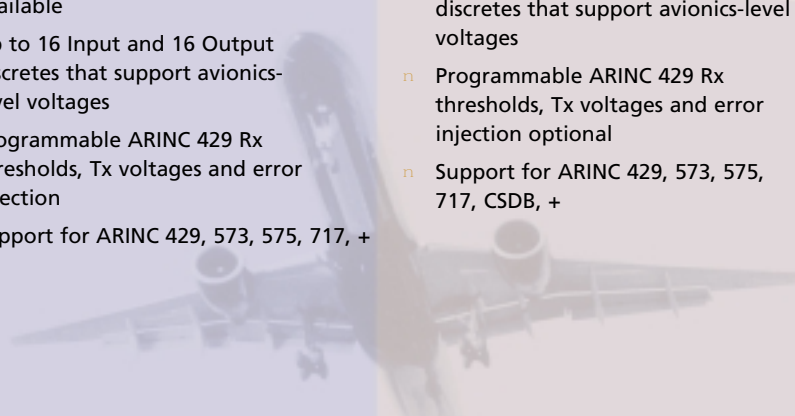 ailable
to 16 Input and 16 Output
scretes that support avionics-
vel voltages
ogrammable ARINC 429 Rx
resholds, Tx voltages and error
ection
pport for ARINC 429, 573, 575, 717, +
discretes that support avionics-level
voltages
n Programmable ARINC 429 Rx
thresholds, Tx voltages and error
injection optional
n Support for ARINC 429, 573, 575,
717, CSDB, +